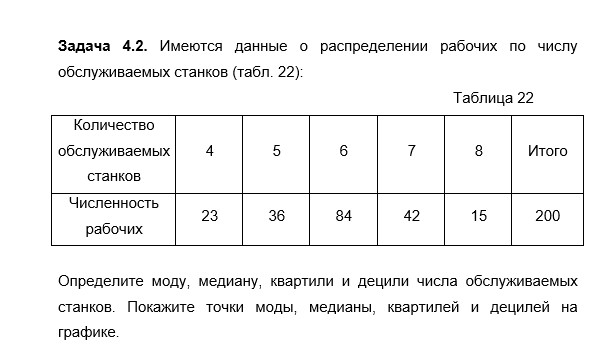 Задача 4.2. Имеются данные о распределении рабочих по числу
обслуживаемых станков (табл. 22):
Таблица 22
Количество
обслуживаемых
станков
4 5 6 7 8 Итого
Численность
рабочих
23 36 84 42 15 200
Определите моду, медиану, квартили и децили числа обслуживаемых
станков. Покажите точки моды, медианы, квартилей и децилей на
графике.